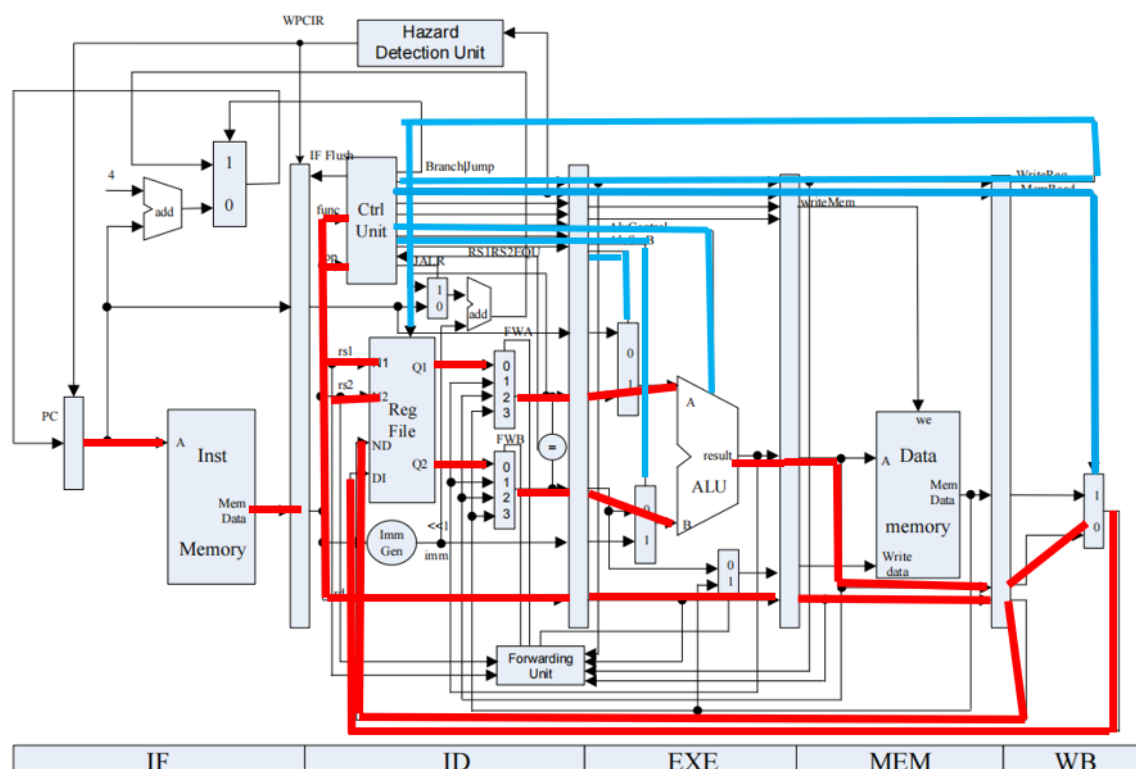 WPCIR
Hazard
Detection Unit
IF Flush
Branch|Jump
WriteReg
MemRead
writeMem
4
add
1
0
func
Ctrl
Unit
op
AluControl
RS1RS2EQU
JALR
1
0
add
FWA
rs1
N1
Q1
0
1
2
3
0
1
rs2
N2
Reg
File
PC
A
Inst
Mem
Data
Memory
ND
DI
Q2
FWB
0
1
2
3
=
A
result
ALU
B
0
1
we
A
Data
Mem
Data
memory
Write
data
1
0
<<1
Imm
Gen
imm
0
1
rd
Forwarding
Unit
IF
ID
EXE
MEM
WB